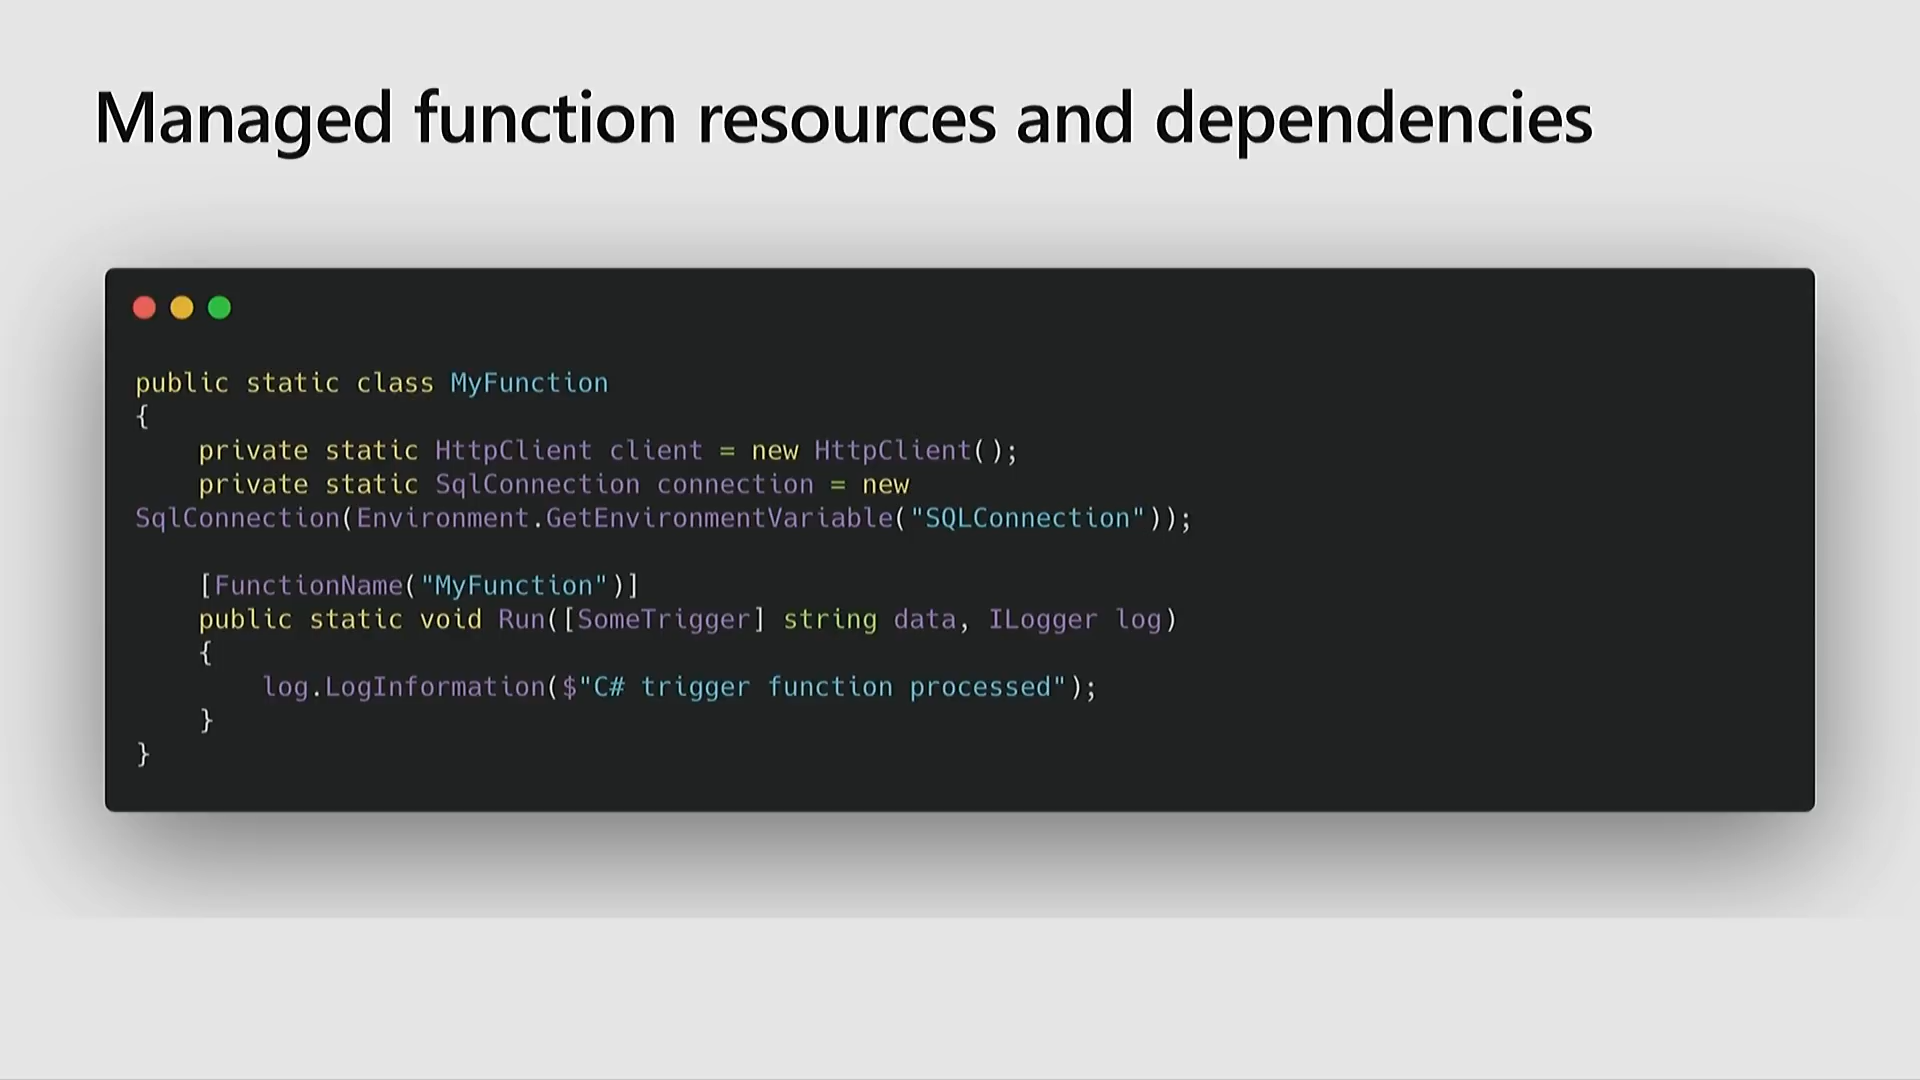 Managed function resources and dependencies
public static class MyFunction
{
    private static HttpClient client = new HttpClient();
    private static SqlConnection connection = new
SqlConnection(Environment.GetEnvironmentVariable("SQLConnection"));
    [FunctionName("MyFunction")]
    public static void Run([SomeTrigger] string data, ILogger log)
    {
        log.LogInformation($"C# trigger function processed");
    }
}